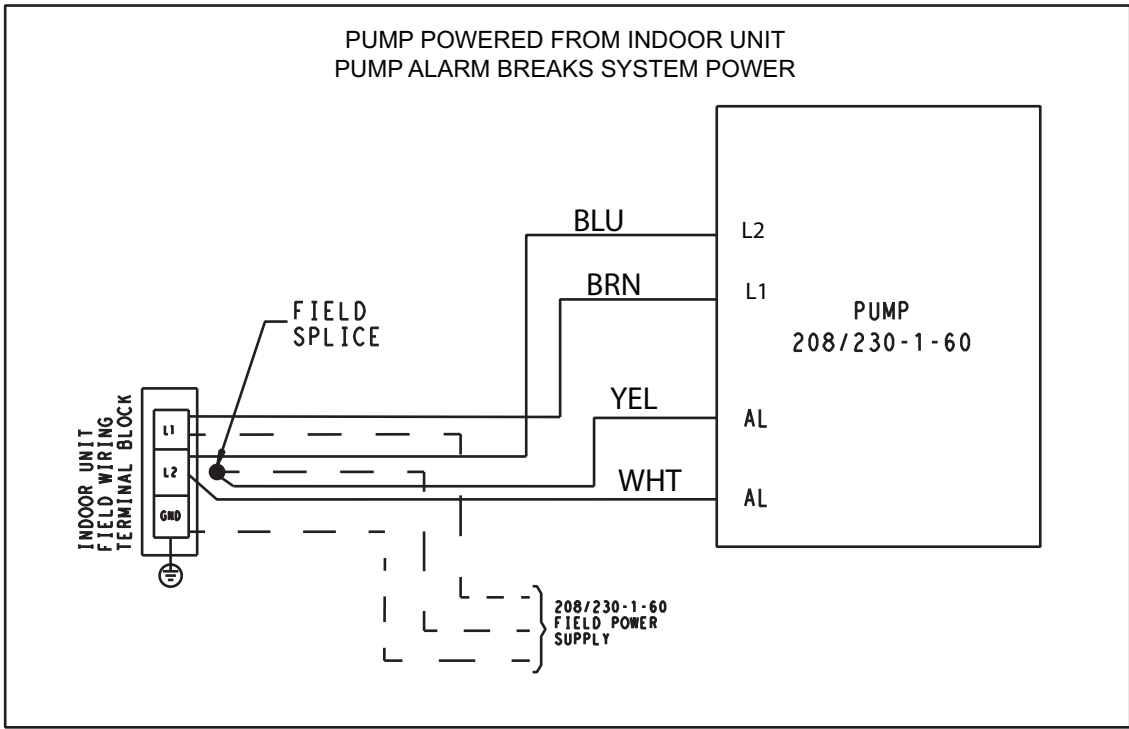 PUMP POWERED FROM INDOOR UNIT
PUMP ALARM BREAKS SYSTEM POWER
BLU
L2
BRN
L1
PUMP
208/230-1-60
FIELD
SPLICE
YEL
AL
WHT
AL
INDOOR UNIT
FIELD WIRING
TERMINAL BLOCK
L1
L2
GND
208/230-1-60
FIELD POWER
SUPPLY